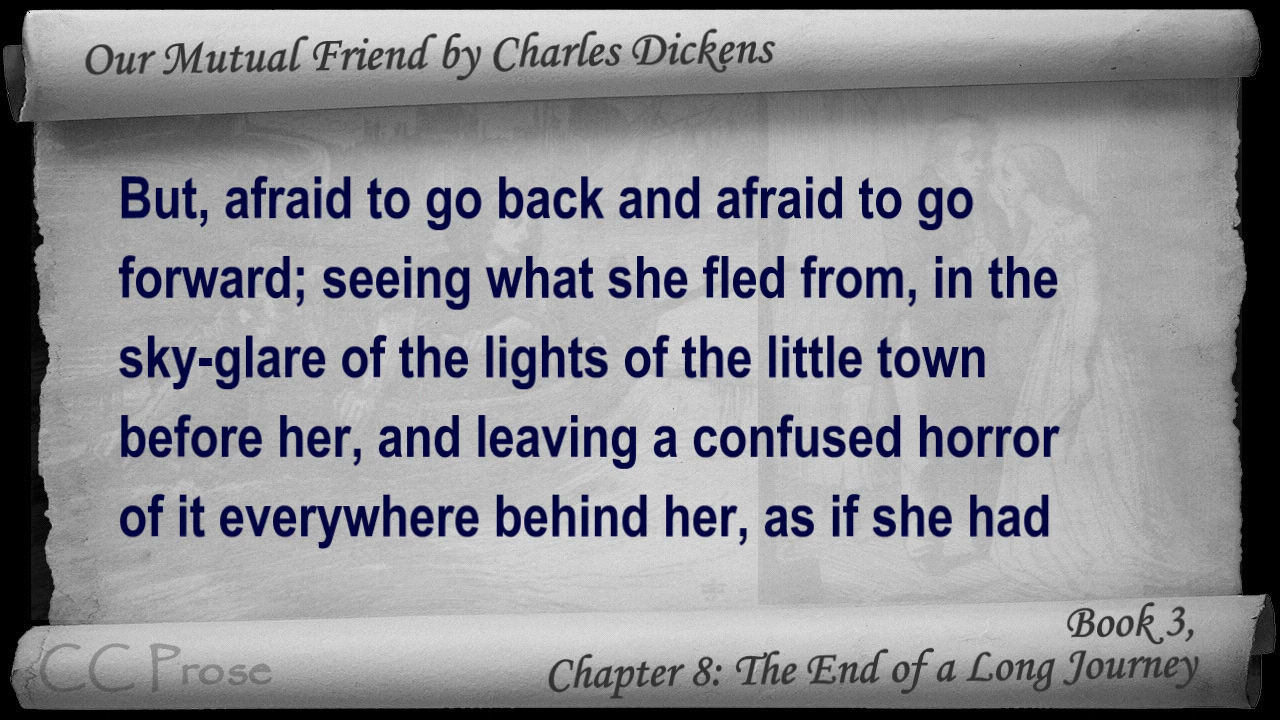 Our Mutual Friend by Charles Dickens
But, afraid to go back and afraid to go
forward; seeing what she fled from, in the
sky-glare of the lights of the little town
before her, and leaving a confused horror
of it everywhere behind her, as if she had
Book 3,
Chapter 8: The End of a Long Journey
CC Prose